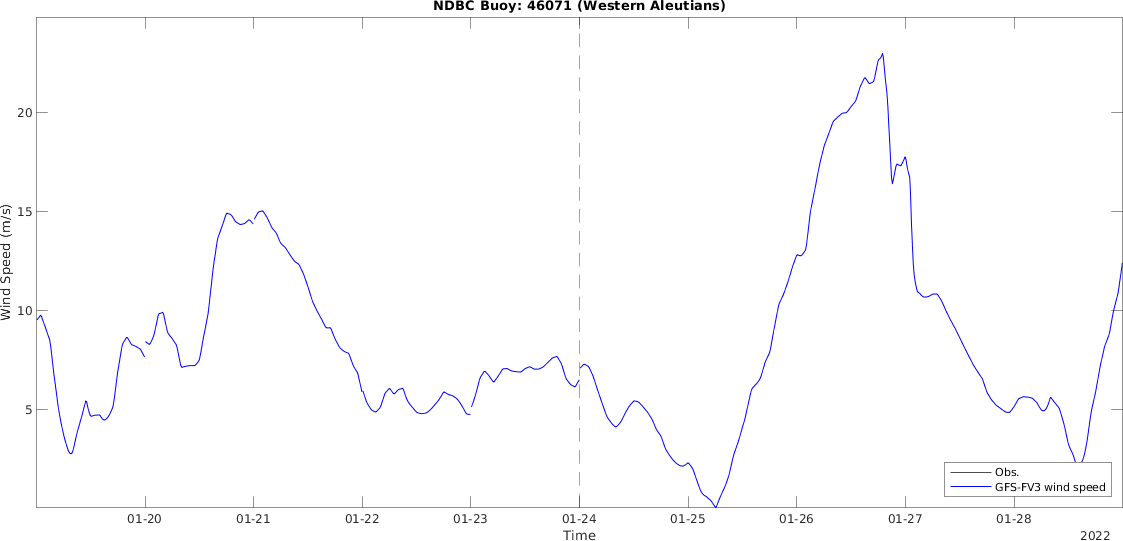 NDBC Buoy: 46071 (Western Aleutians)
Wind Speed (m/s)
20
15
10
5
01-20 01-21 01-22 01-23 01-24 01-25 01-26 01-27 01-28
Time
2022
Obs.
GFS-FV3 wind speed